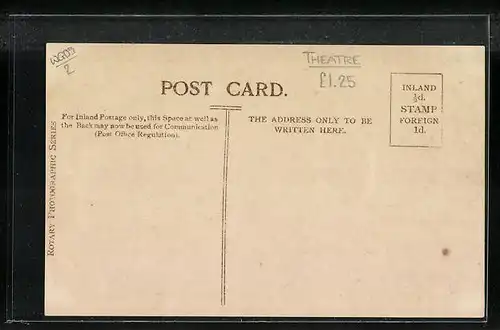 WGO9
2
THEATRE
£1.25
POST CARD.
INLAND
½d.
STAMP
FOREIGN
1d.
For Inland Postage only, this Space as well as
the Back may now be used for Communication
(Post Office Regulation).
THE ADDRESS ONLY TO BE
WRITTEN HERE.
ROTARY PHOTOGRAPHIC SERIES